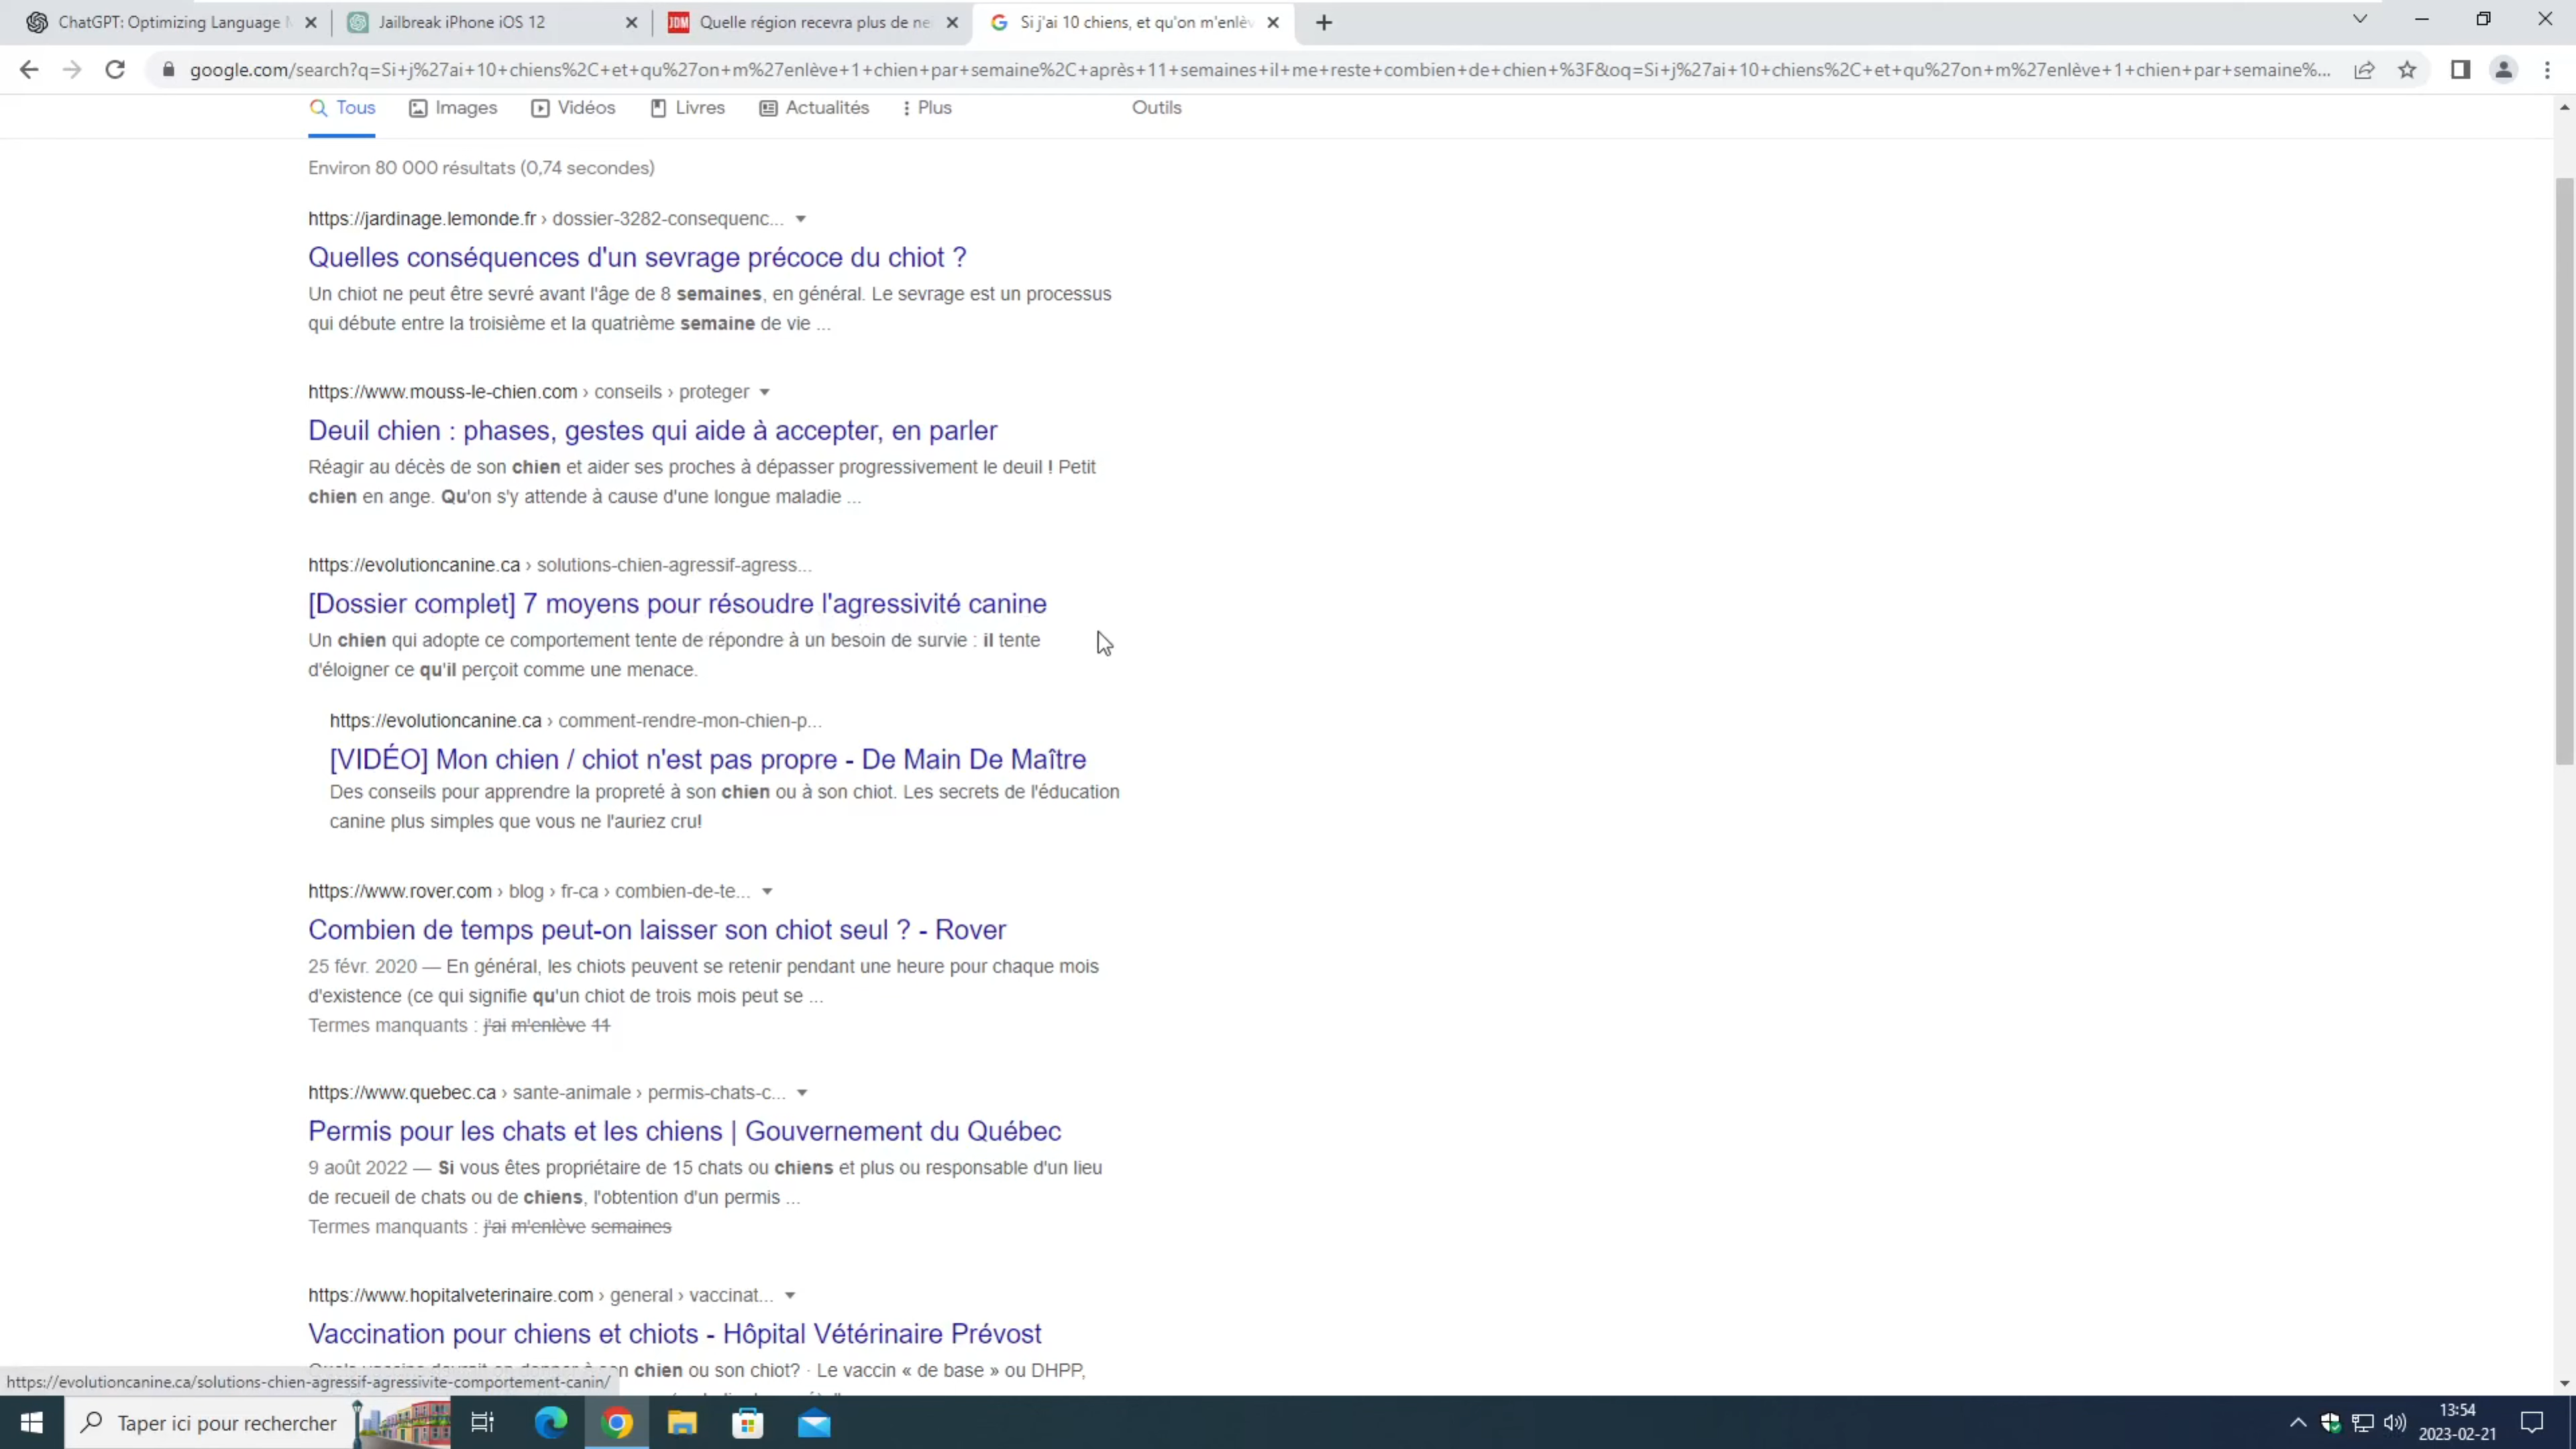 ChatGPT: Optimizing Language
Jailbreak iPhone iOS 12
JDM Quelle région recevra plus de ne
Si j'ai 10 chiens, et qu'on m'enlèv
google.com/search?q=Si+j%27ai+10+chiens%2C+et+qu%27on+m%27enlève+1+chien+par+semaine%2C+après+11+semaines+il+me+reste+combien+de+chien+%3F&oq=Si+j%27ai+10+chiens%2C+et+qu%27on+m%27enlève+1+chien+par+semaine%...
Tous Images Vidéos Livres Actualités Plus Outils
Environ 80 000 résultats (0,74 secondes)
https://jardinage.lemonde.fr › dossier-3282-consequenc...
Quelles conséquences d'un sevrage précoce du chiot ?
Un chiot ne peut être sevré avant l'âge de 8 semaines, en général. Le sevrage est un processus
qui débute entre la troisième et la quatrième semaine de vie ...
https://www.mouss-le-chien.com › conseils › proteger
Deuil chien : phases, gestes qui aide à accepter, en parler
Réagir au décès de son chien et aider ses proches à dépasser progressivement le deuil ! Petit
chien en ange. Qu'on s'y attende à cause d'une longue maladie ...
https://evolutioncanine.ca › solutions-chien-agressif-agress...
[Dossier complet] 7 moyens pour résoudre l'agressivité canine
Un chien qui adopte ce comportement tente de répondre à un besoin de survie : il tente
d'éloigner ce qu'il perçoit comme une menace.
https://evolutioncanine.ca › comment-rendre-mon-chien-p...
[VIDÉO] Mon chien / chiot n'est pas propre - De Main De Maître
Des conseils pour apprendre la propreté à son chien ou à son chiot. Les secrets de l'éducation
canine plus simples que vous ne l'auriez cru!
https://www.rover.com › blog › fr-ca › combien-de-te...
Combien de temps peut-on laisser son chiot seul ? - Rover
25 févr. 2020 — En général, les chiots peuvent se retenir pendant une heure pour chaque mois
d'existence (ce qui signifie qu'un chiot de trois mois peut se ...
Termes manquants : j'ai m'enlève 11
https://www.quebec.ca › sante-animale › permis-chats-c...
Permis pour les chats et les chiens | Gouvernement du Québec
9 août 2022 — Si vous êtes propriétaire de 15 chats ou chiens et plus ou responsable d'un lieu
de recueil de chats ou de chiens, l'obtention d'un permis ...
Termes manquants : j'ai m'enlève semaines
https://www.hopitalveterinaire.com › general › vaccinat...
Vaccination pour chiens et chiots - Hôpital Vétérinaire Prévost
chien ou son chiot? · Le vaccin « de base » ou DHPP,
https://evolutioncanine.ca/solutions-chien-agressif-agressivite-comportement-canin/
Taper ici pour rechercher
13:54
2023-02-21